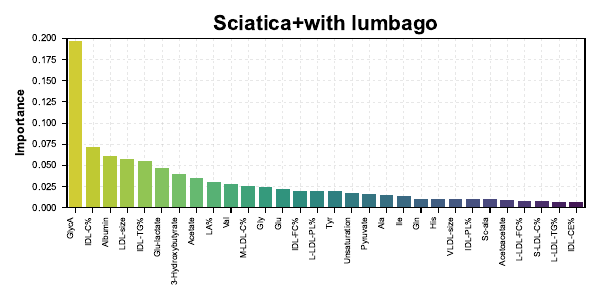 Sciatica+with lumbago
Importance
0.200
0.175
0.150
0.125
0.100
0.075
0.050
0.025
0.000
GlycA
IDL-C%
Albumin
LDL-size
IDL-TG%
Glu-lactate
3-Hydroxybutyrate
Acetate
LA%
Val
M-LDL-C%
Gly
Glu
IDL-FC%
L-LDL-PL%
Tyr
Unsaturation
Pyruvate
Ala
Ile
Gln
His
VLDL-size
IDL-PL%
Sc-ala
Acetoacetate
L-LDL-FC%
S-LDL-C%
L-LDL-TG%
IDL-CE%